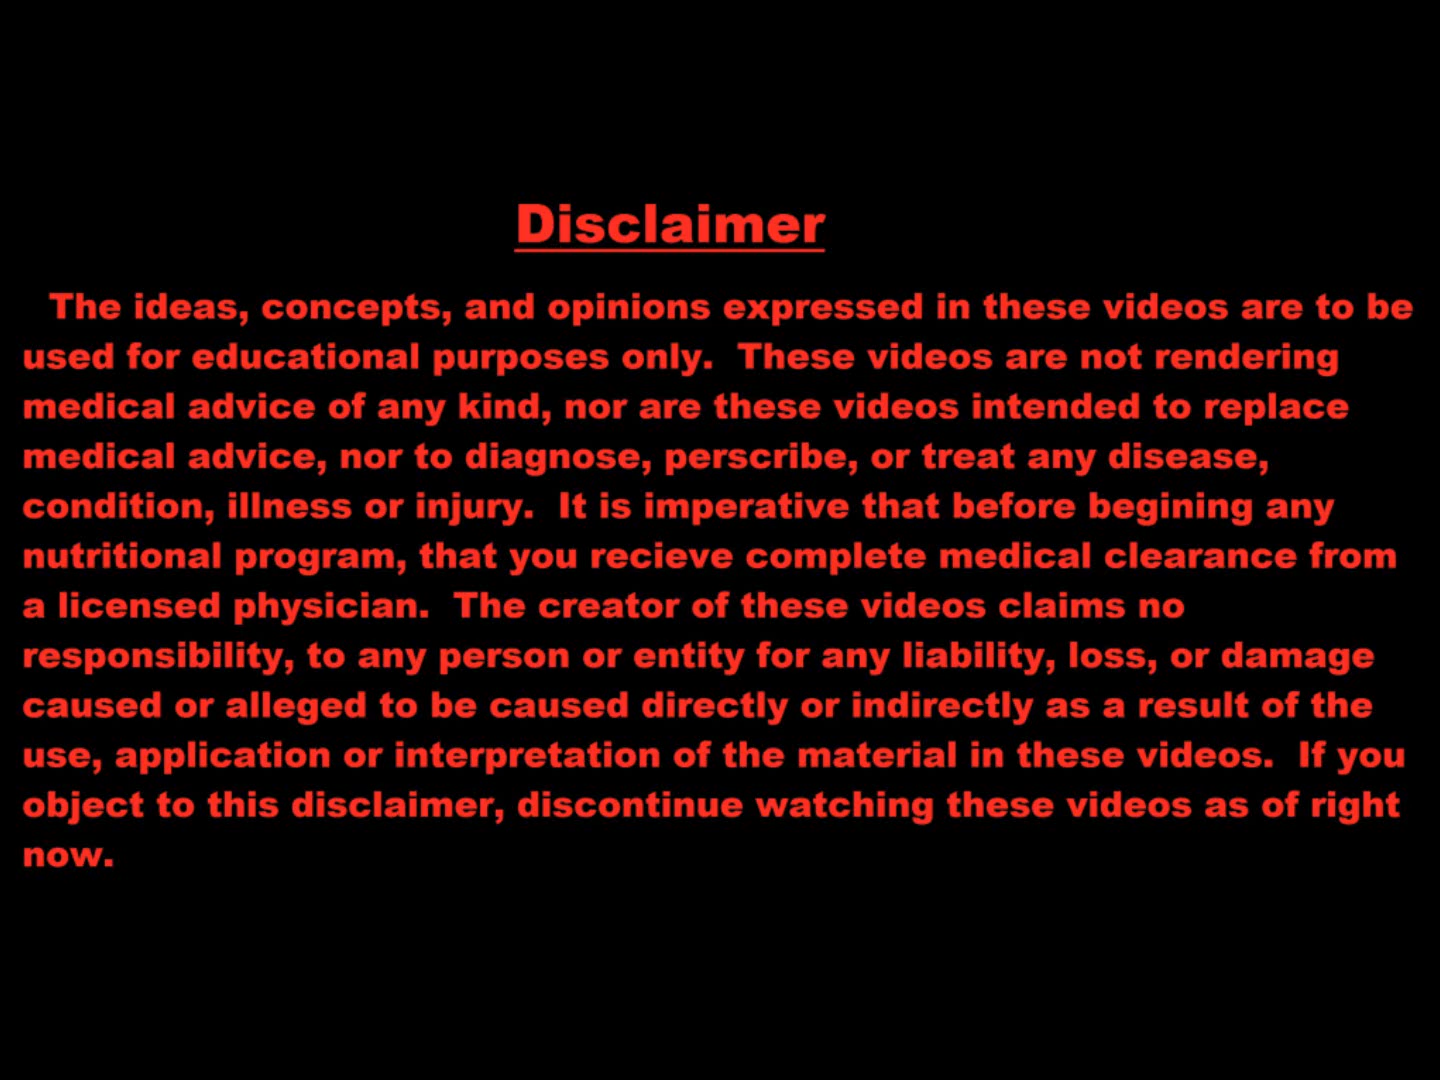 Disclaimer
The ideas, concepts, and opinions expressed in these videos are to be
used for educational purposes only.  These videos are not rendering
medical advice of any kind, nor are these videos intended to replace
medical advice, nor to diagnose, perscribe, or treat any disease,
condition, illness or injury.  It is imperative that before begining any
nutritional program, that you recieve complete medical clearance from
a licensed physician.  The creator of these videos claims no
responsibility, to any person or entity for any liability, loss, or damage
caused or alleged to be caused directly or indirectly as a result of the
use, application or interpretation of the material in these videos.  If you
object to this disclaimer, discontinue watching these videos as of right
now.